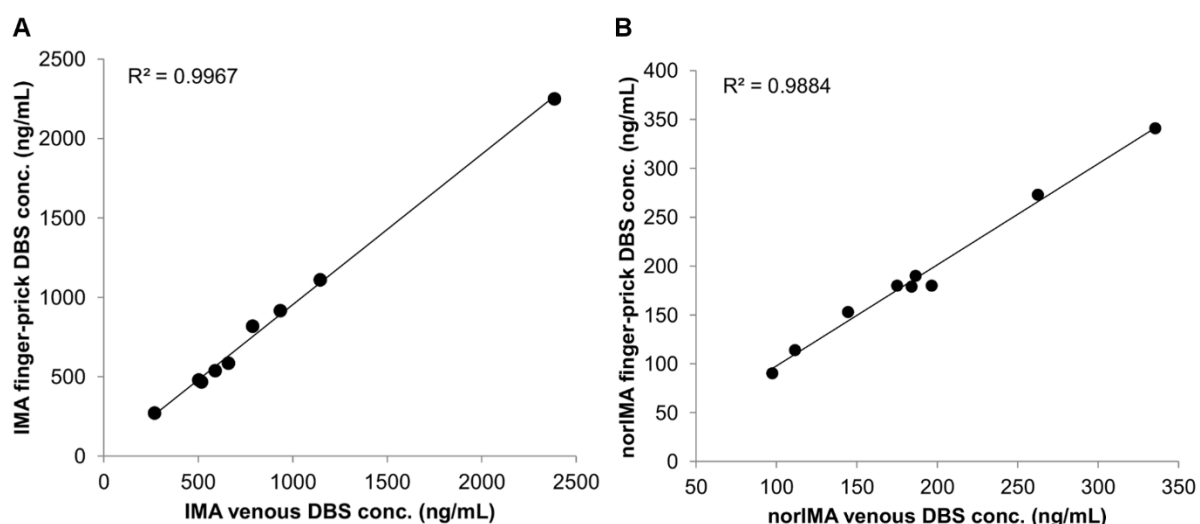 A
R² = 0.9967
IMA finger-prick DBS conc. (ng/mL)
2500
2000
1500
1000
500
0
0 500 1000 1500 2000 2500
IMA venous DBS conc. (ng/mL)
B
R² = 0.9884
norIMA finger-prick DBS conc. (ng/mL)
400
350
300
250
200
150
100
50
0
50 100 150 200 250 300 350
norIMA venous DBS conc. (ng/mL)